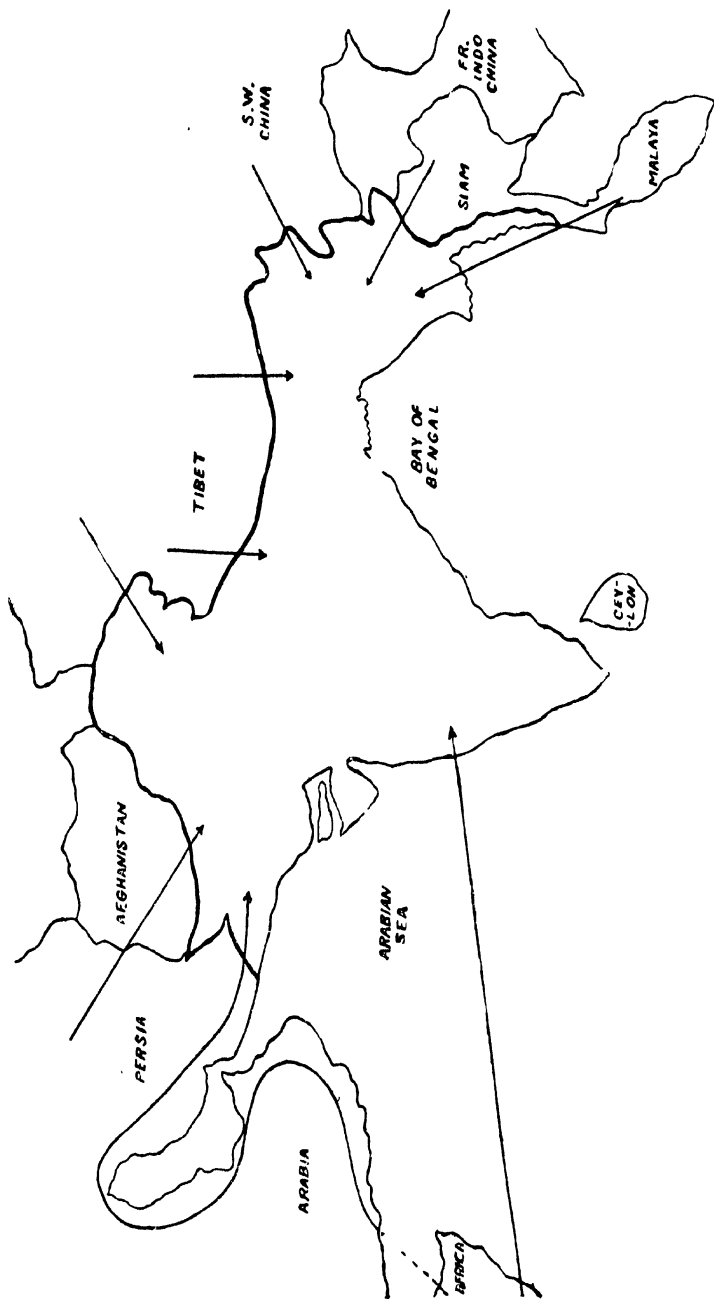 AFGHANISTAN
PERSIA
ARABIA
AFRICA
ARABIAN
SEA
TIBET
BAY OF
BENGAL
CEY-
-LON
S.W.
CHINA
FR.
INDO
CHINA
SIAM
MALAYA